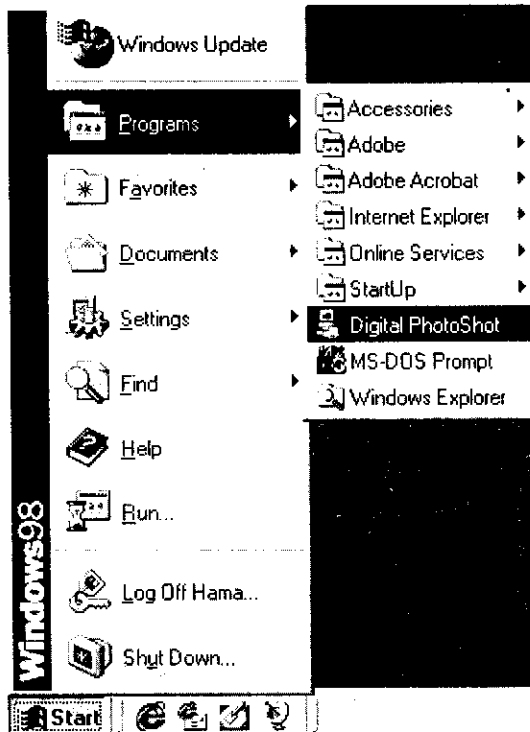 Windows Update
Programs
Favorites
Documents
Settings
Find
Help
Run...
Log Off Hama...
Shut Down...
Accessories
Adobe
Adobe Acrobat
Internet Explorer
Online Services
StartUp
Digital PhotoShot
MS-DOS Prompt
Windows Explorer
Windows98
Start